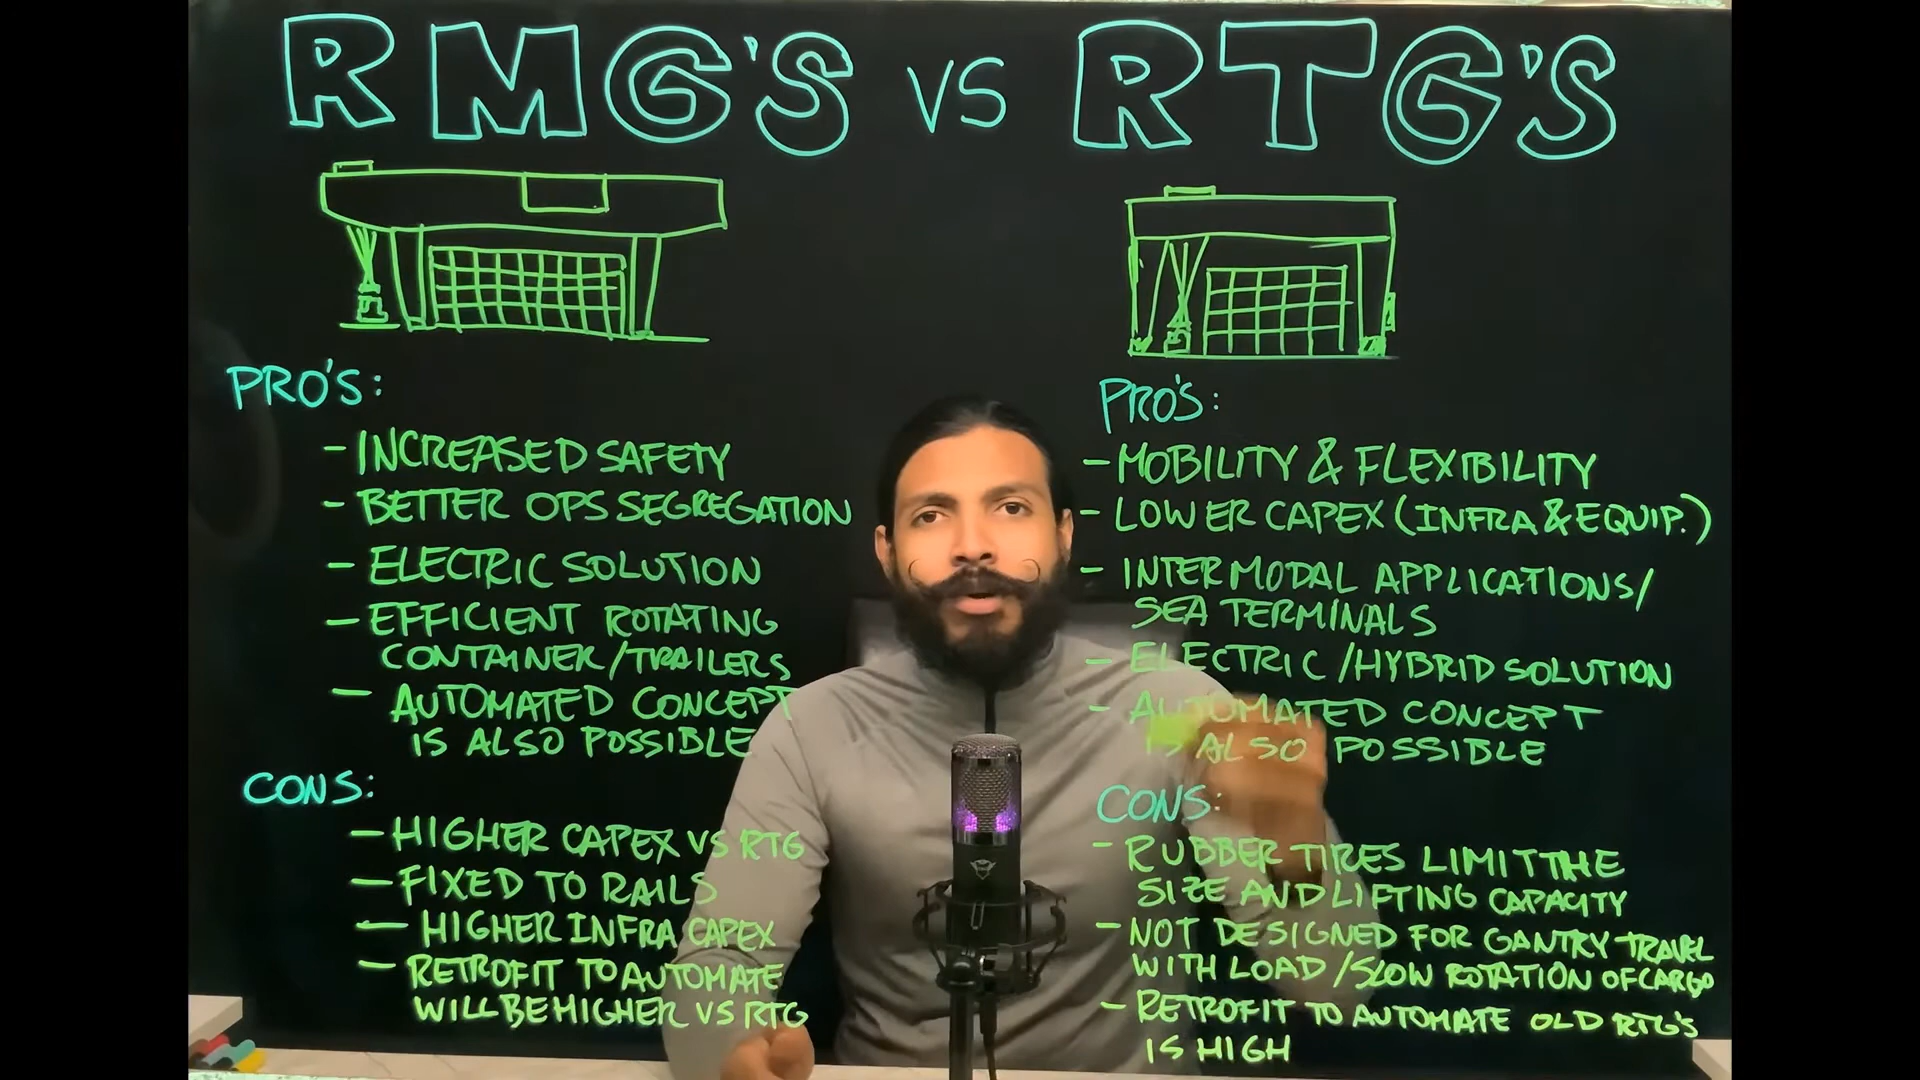 RMG'S VS RTG'S
PRO'S:
- INCREASED SAFETY
- BETTER OPS SEGREGATION
- ELECTRIC SOLUTION
- EFFICIENT ROTATING
CONTAINER/TRAILERS
- AUTOMATED CONCEPT
IS ALSO POSSIBLE
CONS:
- HIGHER CAPEX VS RTG
- FIXED TO RAILS
- HIGHER INFRA CAPEX
- RETROFIT TO AUTOMATE
WILL BE HIGHER VS RTG
PRO'S:
- MOBILITY & FLEXIBILITY
- LOWER CAPEX (INFRA & EQUIP.)
- INTERMODAL APPLICATIONS/
SEA TERMINALS
- ELECTRIC/HYBRID SOLUTION
- AUTOMATED CONCEPT
IS ALSO POSSIBLE
CONS:
- RUBBER TIRES LIMIT THE
SIZE AND LIFTING CAPACITY
- NOT DESIGNED FOR GANTRY TRAVEL
WITH LOAD/SLOW ROTATION OF CARGO
- RETROFIT TO AUTOMATE OLD RTG'S
IS HIGH